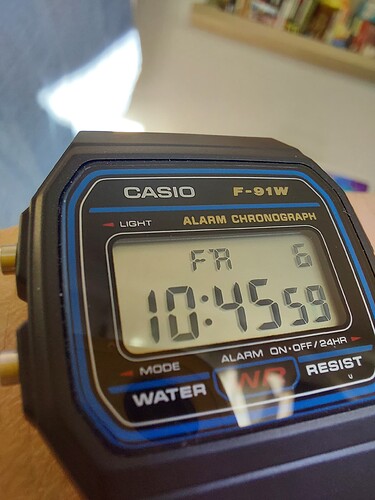 CASIO F-91W
LIGHT ALARM CHRONOGRAPH
FR 6
10:45 59
MODE ALARM ON·OFF/24HR
WATER WR RESIST
u